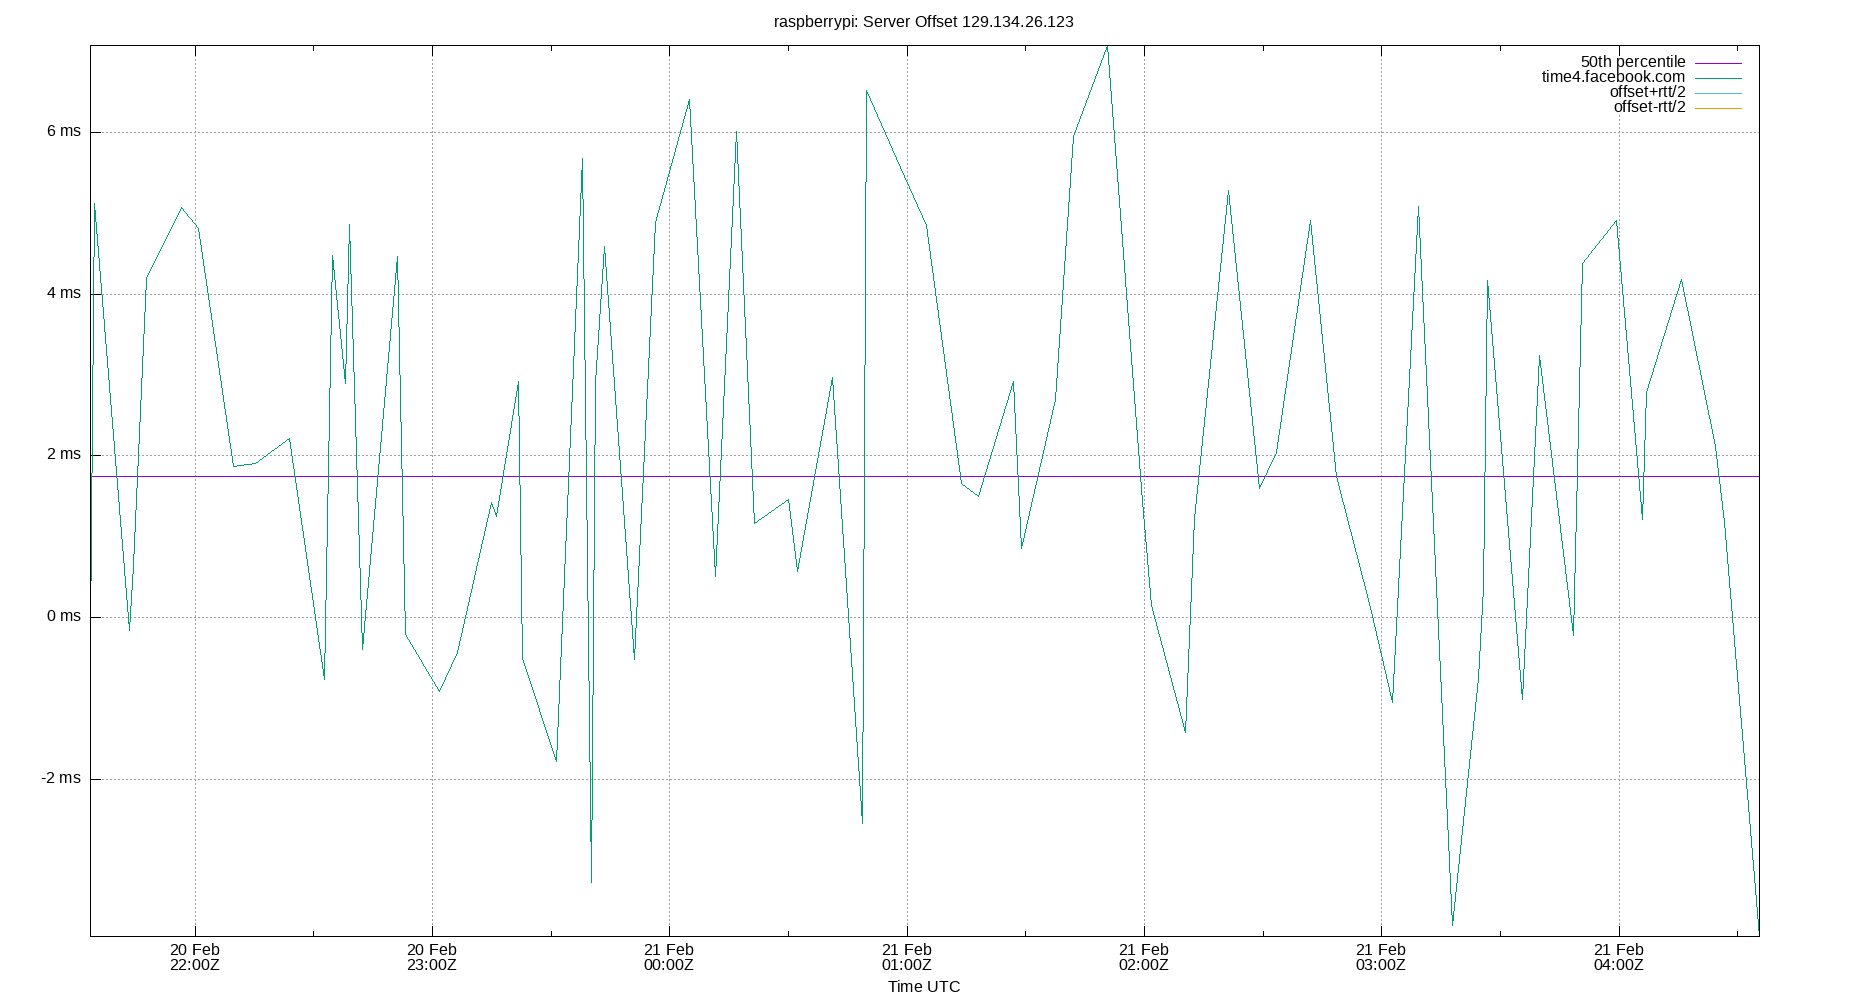 raspberrypi: Server Offset 129.134.26.123
50th percentile
time4.facebook.com
offset+rtt/2
offset-rtt/2
6 ms
4 ms
2 ms
0 ms
-2 ms
20 Feb 20 Feb 21 Feb 21 Feb 21 Feb 21 Feb 21 Feb
22:00Z 23:00Z 00:00Z 01:00Z 02:00Z 03:00Z 04:00Z
Time UTC